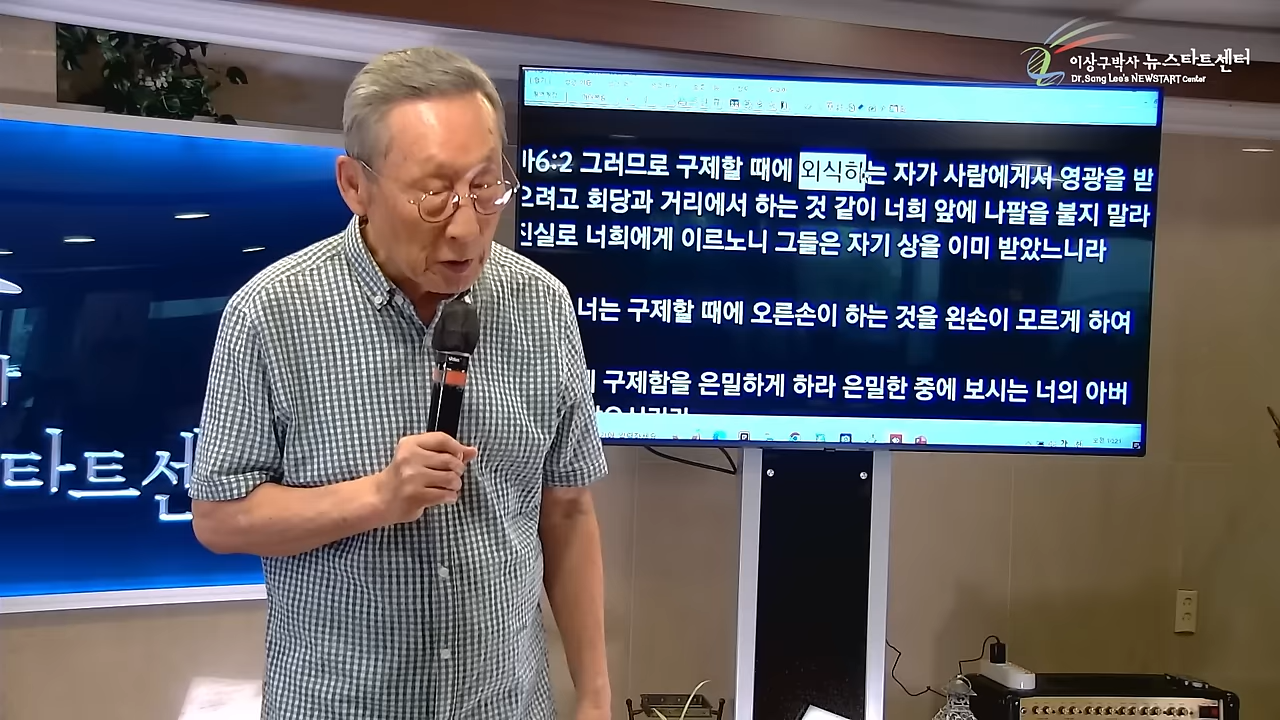 이상구박사 뉴스타트센터
Dr.Sang Lee's NEWSTART Center
마6:2 그러므로 구제할 때에 외식하는 자가 사람에게서 영광을 받
으려고 회당과 거리에서 하는 것 같이 너희 앞에 나팔을 불지 말라
진실로 너희에게 이르노니 그들은 자기 상을 이미 받았느니라
너는 구제할 때에 오른손이 하는 것을 왼손이 모르게 하여
구제함을 은밀하게 하라 은밀한 중에 보시는 너의 아버
스타트센